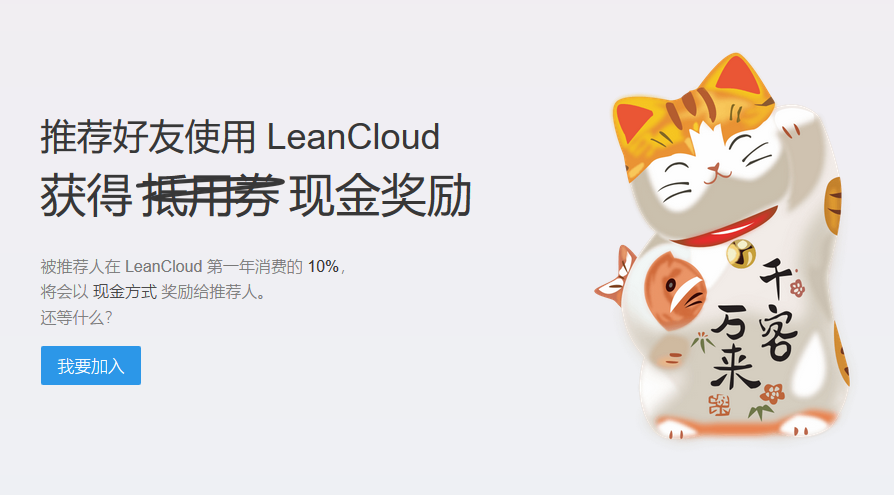 推荐好友使用 LeanCloud
获得 抵用券 现金奖励
被推荐人在 LeanCloud 第一年消费的 10%，
将会以 现金方式 奖励给推荐人。
还等什么？
我要加入
千客
万来